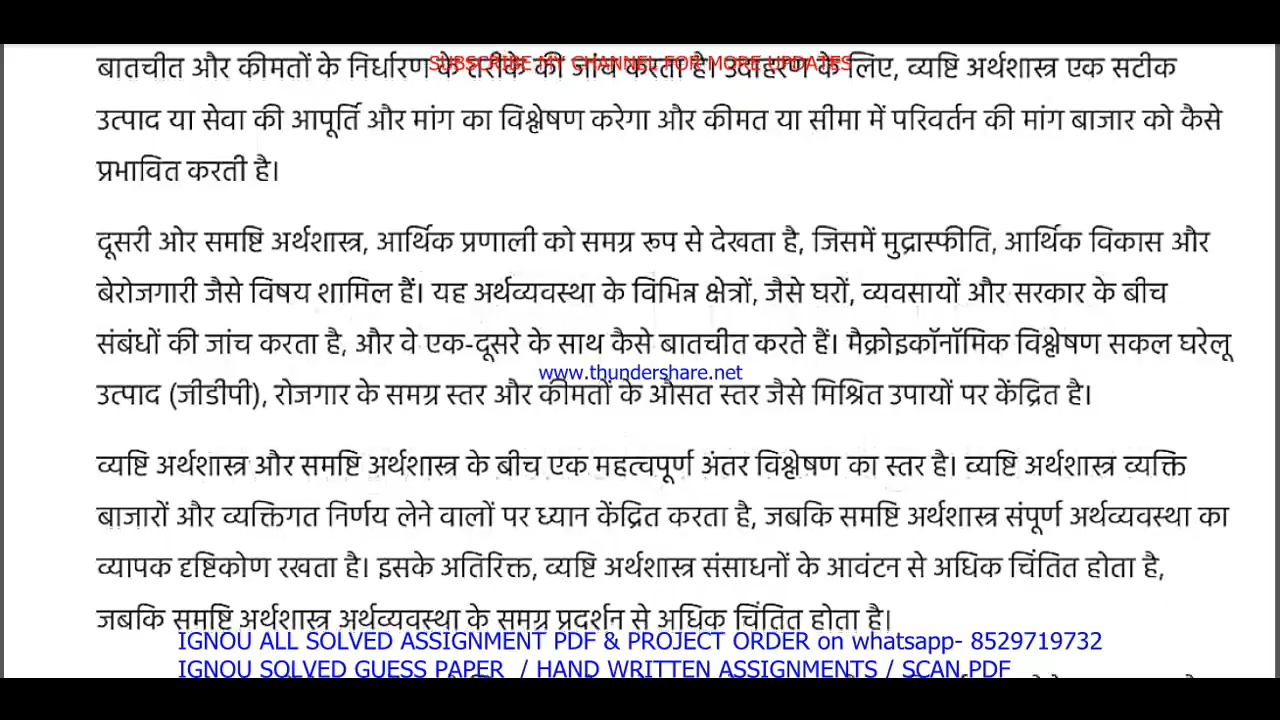 बातचीत और कीमतों के निर्धारण के तरीके की जांच करता है। उदाहरण के लिए, व्यष्टि अर्थशास्त्र एक सटीक
SUBSCRIBE MY CHANNEL FOR MORE UPDATES
उत्पाद या सेवा की आपूर्ति और मांग का विश्लेषण करेगा और कीमत या सीमा में परिवर्तन की मांग बाजार को कैसे
प्रभावित करती है।
दूसरी ओर समष्टि अर्थशास्त्र, आर्थिक प्रणाली को समग्र रूप से देखता है, जिसमें मुद्रास्फीति, आर्थिक विकास और
बेरोजगारी जैसे विषय शामिल हैं। यह अर्थव्यवस्था के विभिन्न क्षेत्रों, जैसे घरों, व्यवसायों और सरकार के बीच
संबंधों की जांच करता है, और वे एक-दूसरे के साथ कैसे बातचीत करते हैं। मैक्रोइकॉनॉमिक विश्लेषण सकल घरेलू
www.thundershare.net
उत्पाद (जीडीपी), रोजगार के समग्र स्तर और कीमतों के औसत स्तर जैसे मिश्रित उपायों पर केंद्रित है।
व्यष्टि अर्थशास्त्र और समष्टि अर्थशास्त्र के बीच एक महत्वपूर्ण अंतर विश्लेषण का स्तर है। व्यष्टि अर्थशास्त्र व्यक्ति
बाजारों और व्यक्तिगत निर्णय लेने वालों पर ध्यान केंद्रित करता है, जबकि समष्टि अर्थशास्त्र संपूर्ण अर्थव्यवस्था का
व्यापक दृष्टिकोण रखता है। इसके अतिरिक्त, व्यष्टि अर्थशास्त्र संसाधनों के आवंटन से अधिक चिंतित होता है,
जबकि समष्टि अर्थशास्त्र अर्थव्यवस्था के समग्र प्रदर्शन से अधिक चिंतित होता है।
IGNOU ALL SOLVED ASSIGNMENT PDF & PROJECT ORDER on whatsapp- 8529719732
IGNOU SOLVED GUESS PAPER / HAND WRITTEN ASSIGNMENTS / SCAN PDF